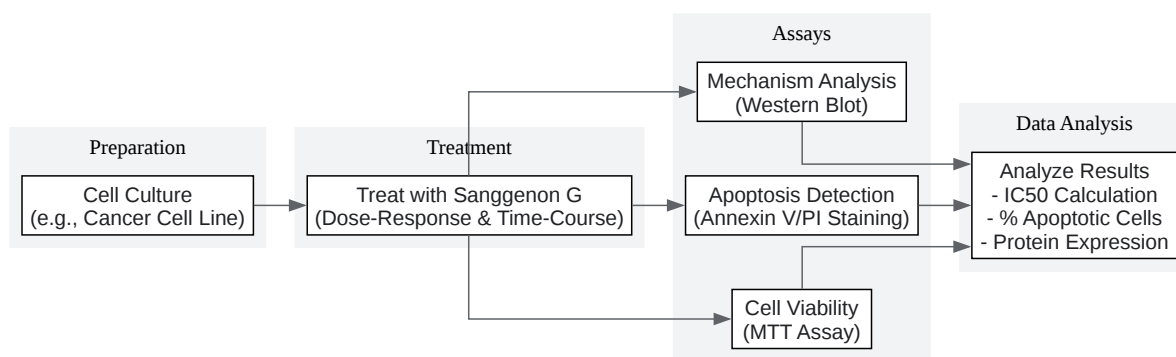 Preparation
Cell Culture
(e.g., Cancer Cell Line)
Treatment
Treat with Sanggenon G
(Dose-Response & Time-Course)
Assays
Mechanism Analysis
(Western Blot)
Apoptosis Detection
(Annexin V/PI Staining)
Cell Viability
(MTT Assay)
Data Analysis
Analyze Results
- IC50 Calculation
- % Apoptotic Cells
- Protein Expression